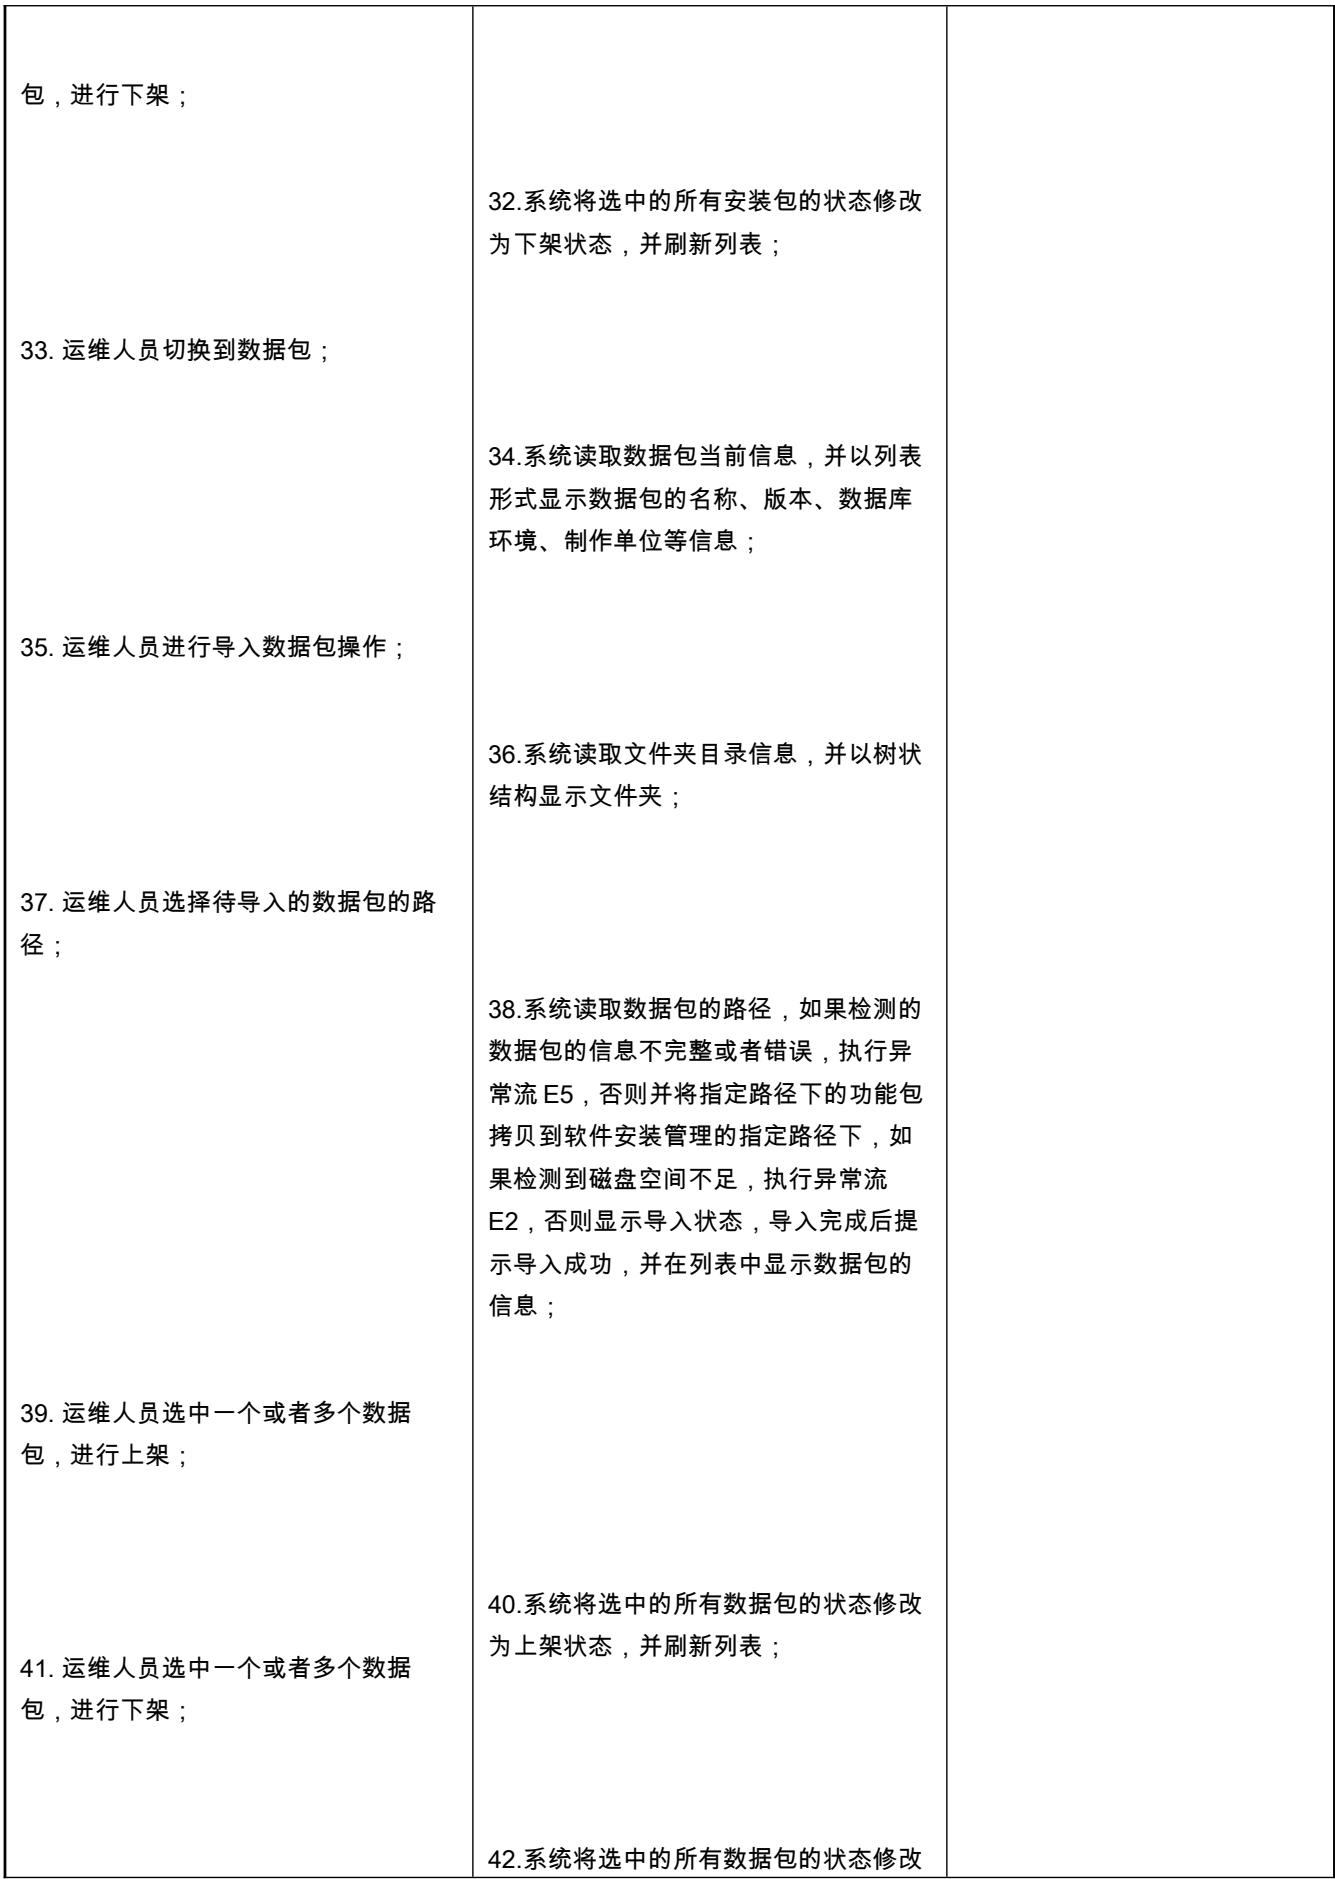 包，进行下架；
32.系统将选中的所有安装包的状态修改
为下架状态，并刷新列表；
33. 运维人员切换到数据包；
34.系统读取数据包当前信息，并以列表
形式显示数据包的名称、版本、数据库
环境、制作单位等信息；
35. 运维人员进行导入数据包操作；
36.系统读取文件夹目录信息，并以树状
结构显示文件夹；
37. 运维人员选择待导入的数据包的路
径；
38.系统读取数据包的路径，如果检测的
数据包的信息不完整或者错误，执行异
常流 E5，否则并将指定路径下的功能包
拷贝到软件安装管理的指定路径下，如
果检测到磁盘空间不足，执行异常流
E2，否则显示导入状态，导入完成后提
示导入成功，并在列表中显示数据包的
信息；
39. 运维人员选中一个或者多个数据
包，进行上架；
40.系统将选中的所有数据包的状态修改
为上架状态，并刷新列表；
41. 运维人员选中一个或者多个数据
包，进行下架；
42.系统将选中的所有数据包的状态修改